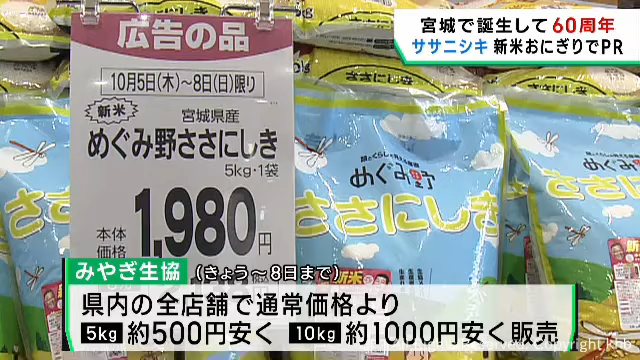 宮城で誕生して60周年
ササニシキ 新米おにぎりでPR
広告の品
10月5日(木)~8日(日)限り
新米
宮城県産
めぐみ野ささにしき
5kg・1袋
本体
価格
1,980円
めぐみ野
ささにしき
新米
みやぎ生協(きょう~8日まで)
県内の全店舗で通常価格より
5kg 約500円安く 10kg 約1000円安く販売